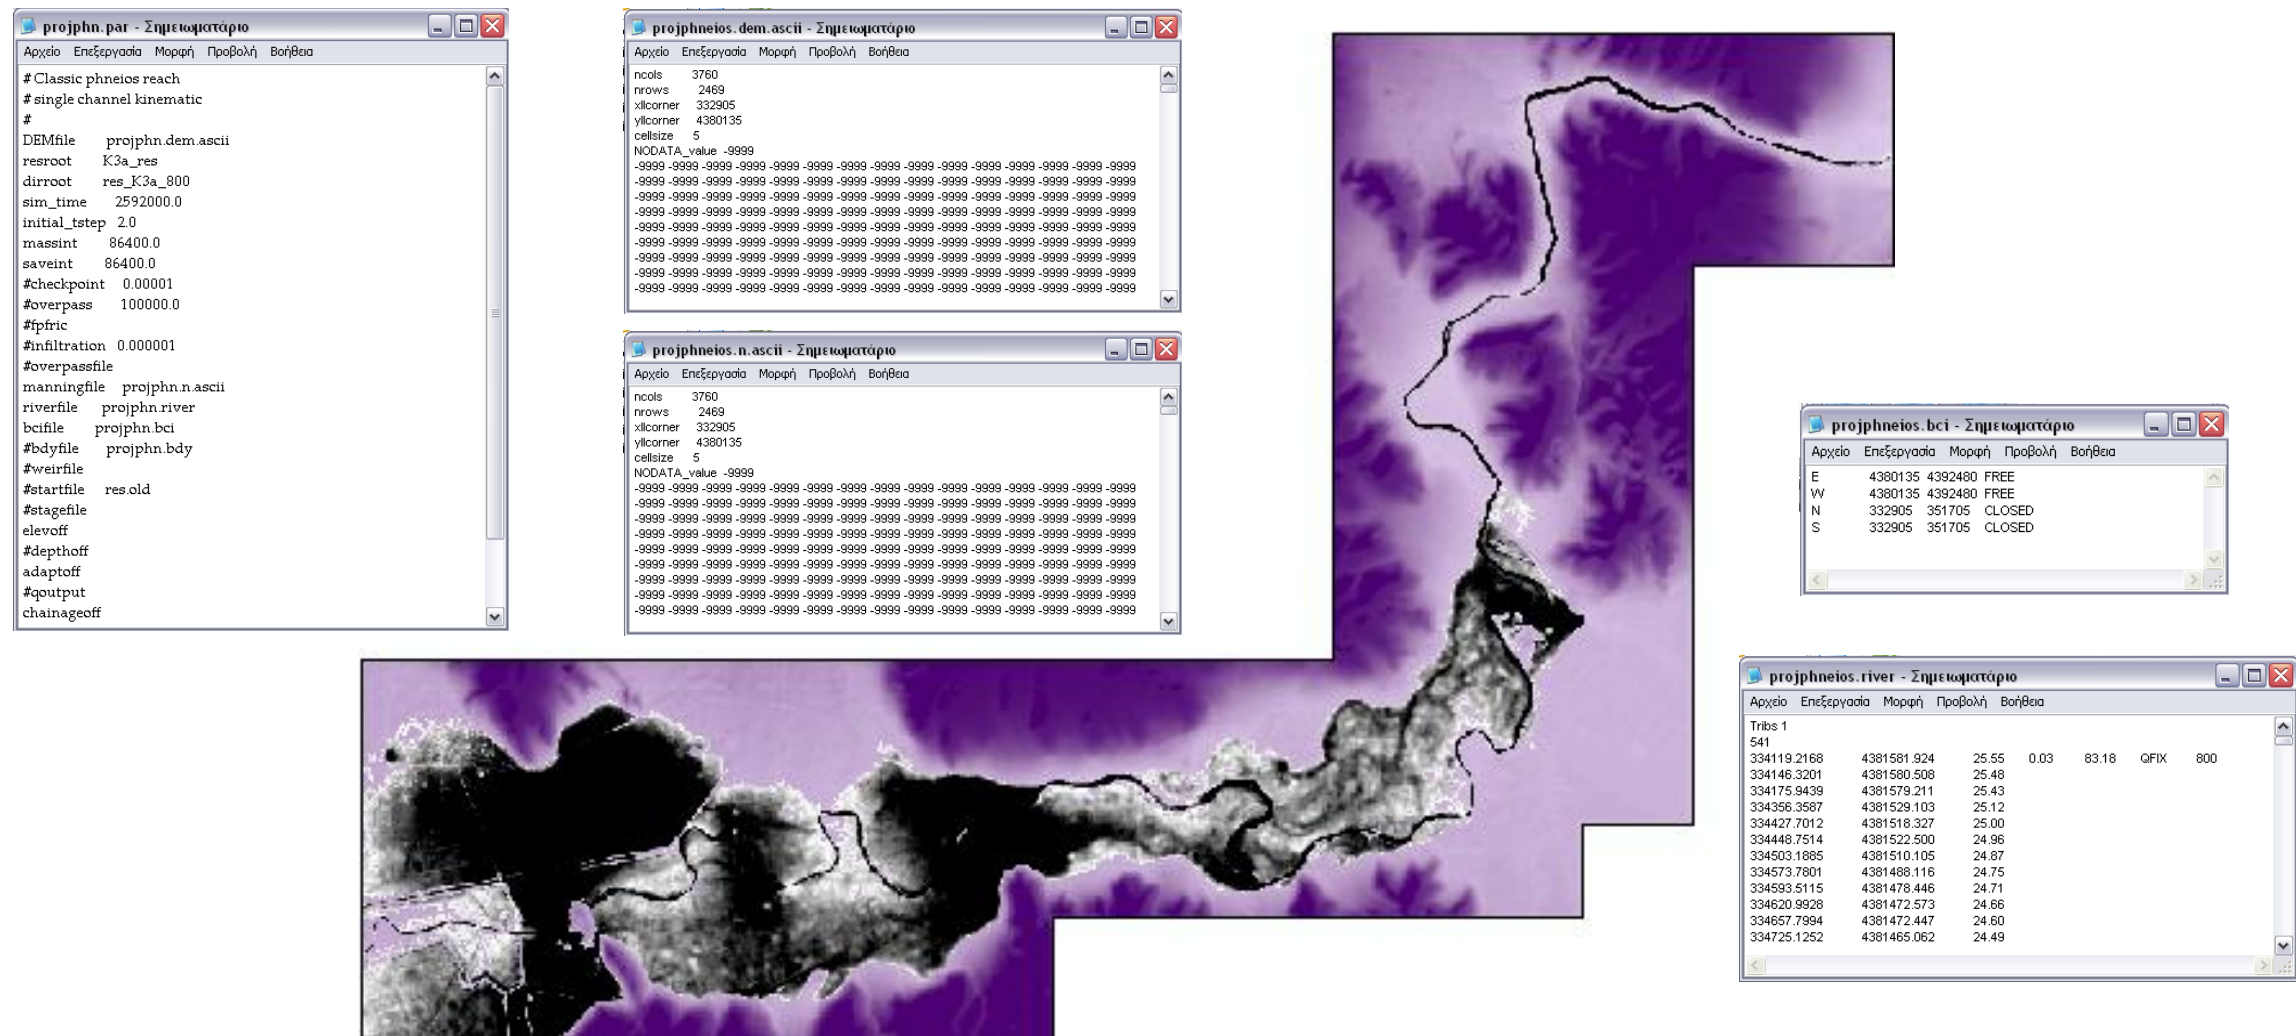 projphn.par - Σημειωματάριο
Αρχείο Επεξεργασία Μορφή Προβολή Βοήθεια
# Classic phneios reach
# single channel kinematic
#
DEMfile projphn.dem.ascii
resroot K3a_res
dirroot res_K3a_800
sim_time 2592000.0
initial_tstep 2.0
massint 86400.0
saveint 86400.0
#checkpoint 0.00001
#overpass 100000.0
#fpfric
#infiltration 0.000001
#overpassfile
manningfile projphn.n.ascii
riverfile projphn.river
bcifile projphn.bci
#bdyfile projphn.bdy
#weirfile
#startfile res.old
#stagefile
elevoff
#depthoff
adaptoff
#qoutput
chainageoff
projphneios.dem.ascii - Σημειωματάριο
Αρχείο Επεξεργασία Μορφή Προβολή Βοήθεια
ncols 3760
nrows 2469
xllcorner 332905
yllcorner 4380135
cellsize 5
NODATA_value -9999
-9999 -9999 -9999 -9999 -9999 -9999 -9999 -9999 -9999 -9999 -9999 -9999 -9999 -9999 -9999
-9999 -9999 -9999 -9999 -9999 -9999 -9999 -9999 -9999 -9999 -9999 -9999 -9999 -9999 -9999
-9999 -9999 -9999 -9999 -9999 -9999 -9999 -9999 -9999 -9999 -9999 -9999 -9999 -9999 -9999
-9999 -9999 -9999 -9999 -9999 -9999 -9999 -9999 -9999 -9999 -9999 -9999 -9999 -9999 -9999
-9999 -9999 -9999 -9999 -9999 -9999 -9999 -9999 -9999 -9999 -9999 -9999 -9999 -9999 -9999
-9999 -9999 -9999 -9999 -9999 -9999 -9999 -9999 -9999 -9999 -9999 -9999 -9999 -9999 -9999
-9999 -9999 -9999 -9999 -9999 -9999 -9999 -9999 -9999 -9999 -9999 -9999 -9999 -9999 -9999
-9999 -9999 -9999 -9999 -9999 -9999 -9999 -9999 -9999 -9999 -9999 -9999 -9999 -9999 -9999
-9999 -9999 -9999 -9999 -9999 -9999 -9999 -9999 -9999 -9999 -9999 -9999 -9999 -9999 -9999
projphneios.n.ascii - Σημειωματάριο
Αρχείο Επεξεργασία Μορφή Προβολή Βοήθεια
ncols 3760
nrows 2469
xllcorner 332905
yllcorner 4380135
cellsize 5
NODATA_value -9999
-9999 -9999 -9999 -9999 -9999 -9999 -9999 -9999 -9999 -9999 -9999 -9999 -9999 -9999 -9999
-9999 -9999 -9999 -9999 -9999 -9999 -9999 -9999 -9999 -9999 -9999 -9999 -9999 -9999 -9999
-9999 -9999 -9999 -9999 -9999 -9999 -9999 -9999 -9999 -9999 -9999 -9999 -9999 -9999 -9999
-9999 -9999 -9999 -9999 -9999 -9999 -9999 -9999 -9999 -9999 -9999 -9999 -9999 -9999 -9999
-9999 -9999 -9999 -9999 -9999 -9999 -9999 -9999 -9999 -9999 -9999 -9999 -9999 -9999 -9999
-9999 -9999 -9999 -9999 -9999 -9999 -9999 -9999 -9999 -9999 -9999 -9999 -9999 -9999 -9999
-9999 -9999 -9999 -9999 -9999 -9999 -9999 -9999 -9999 -9999 -9999 -9999 -9999 -9999 -9999
-9999 -9999 -9999 -9999 -9999 -9999 -9999 -9999 -9999 -9999 -9999 -9999 -9999 -9999 -9999
-9999 -9999 -9999 -9999 -9999 -9999 -9999 -9999 -9999 -9999 -9999 -9999 -9999 -9999 -9999
projphneios.bci - Σημειωματάριο
Αρχείο Επεξεργασία Μορφή Προβολή Βοήθεια
E 4380135 4392480 FREE
W 4380135 4392480 FREE
N 332905 351705 CLOSED
S 332905 351705 CLOSED
projphneios.river - Σημειωματάριο
Αρχείο Επεξεργασία Μορφή Προβολή Βοήθεια
Tribs 1
541
334119.2168 4381581.924 25.55 0.03 83.18 QFIX 800
334146.3201 4381580.508 25.48
334175.9439 4381579.211 25.43
334356.3587 4381529.103 25.12
334427.7012 4381518.327 25.00
334448.7514 4381522.500 24.96
334503.1885 4381510.105 24.87
334573.7801 4381488.116 24.75
334593.5115 4381478.446 24.71
334620.9928 4381472.573 24.66
334657.7994 4381472.447 24.60
334725.1252 4381465.062 24.49